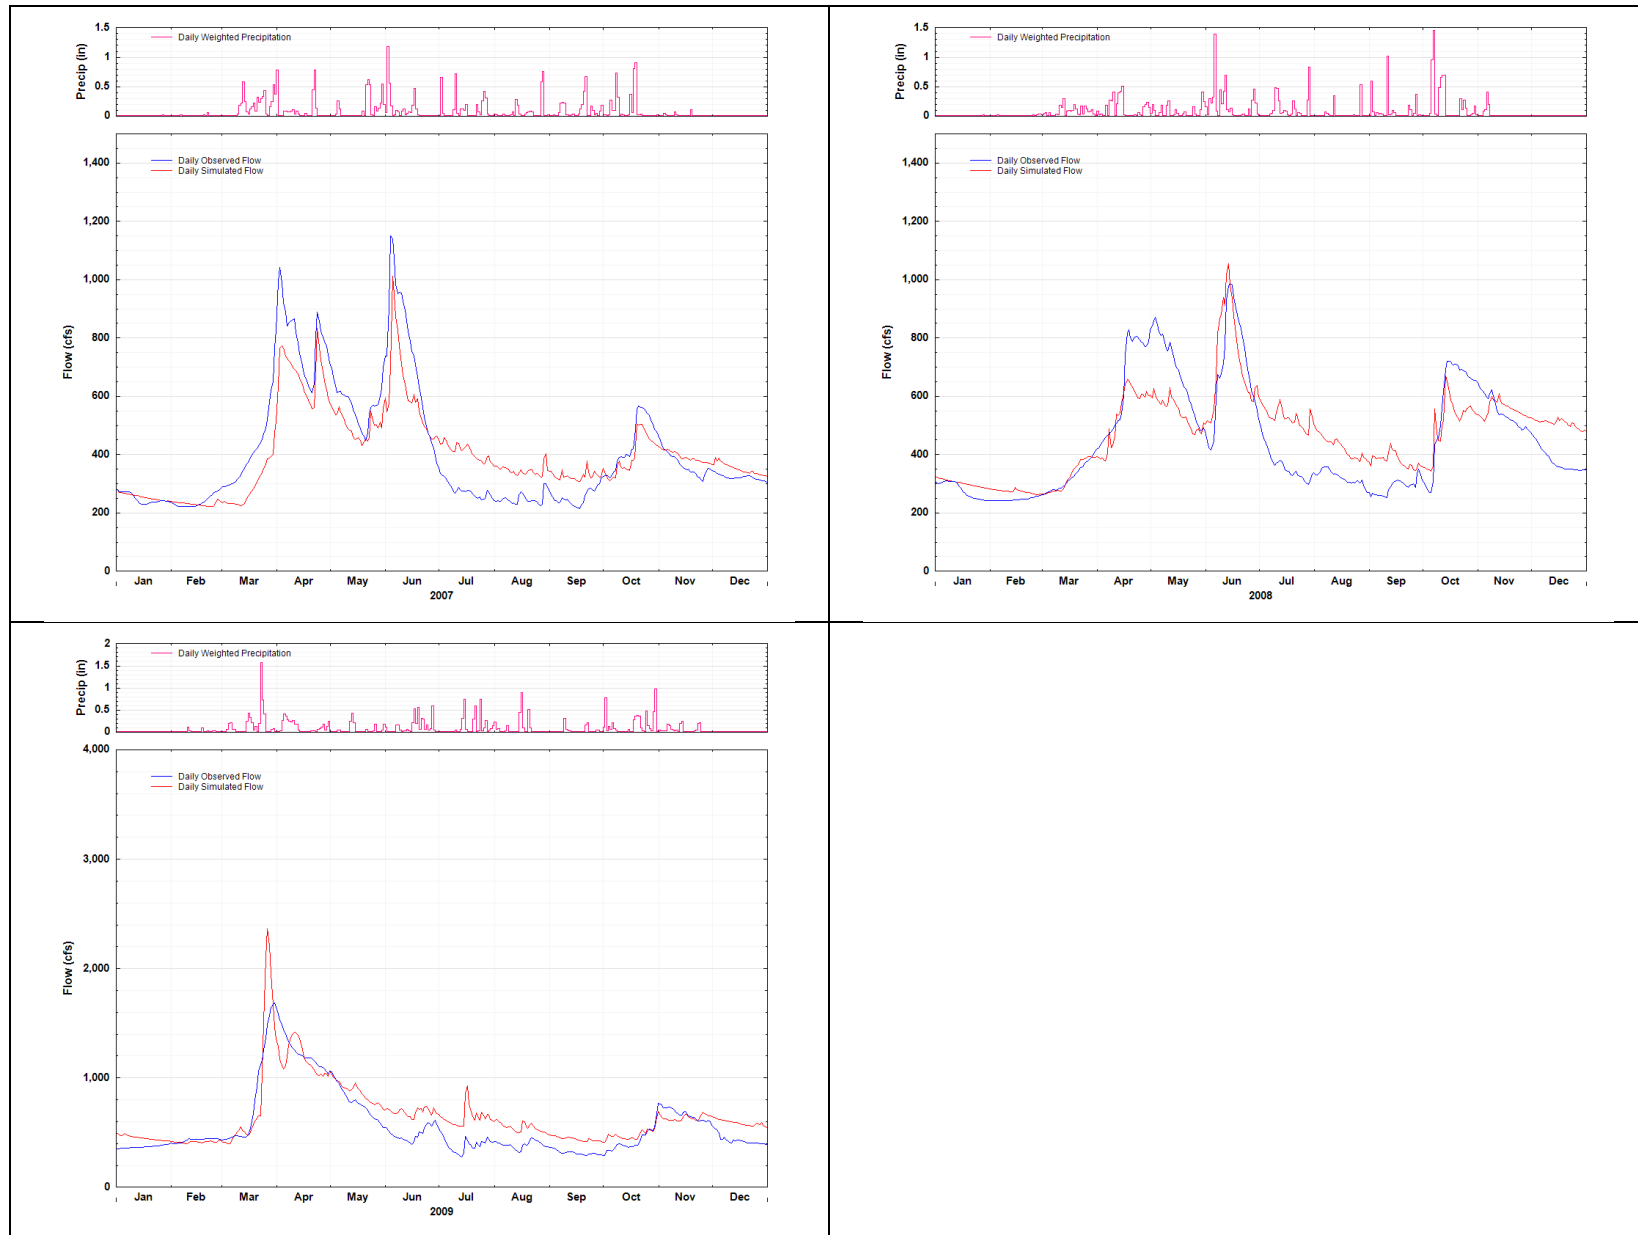 1.5
1
0.5
0
Precip (in)
Daily Weighted Precipitation
1,400
1,200
1,000
800
600
400
200
0
Flow (cfs)
Daily Observed Flow
Daily Simulated Flow
Jan Feb Mar Apr May Jun Jul Aug Sep Oct Nov Dec
2007
1.5
1
0.5
0
Precip (in)
Daily Weighted Precipitation
1,400
1,200
1,000
800
600
400
200
0
Flow (cfs)
Daily Observed Flow
Daily Simulated Flow
Jan Feb Mar Apr May Jun Jul Aug Sep Oct Nov Dec
2008
2
1.5
1
0.5
0
Precip (in)
Daily Weighted Precipitation
4,000
3,000
2,000
1,000
0
Flow (cfs)
Daily Observed Flow
Daily Simulated Flow
Jan Feb Mar Apr May Jun Jul Aug Sep Oct Nov Dec
2009